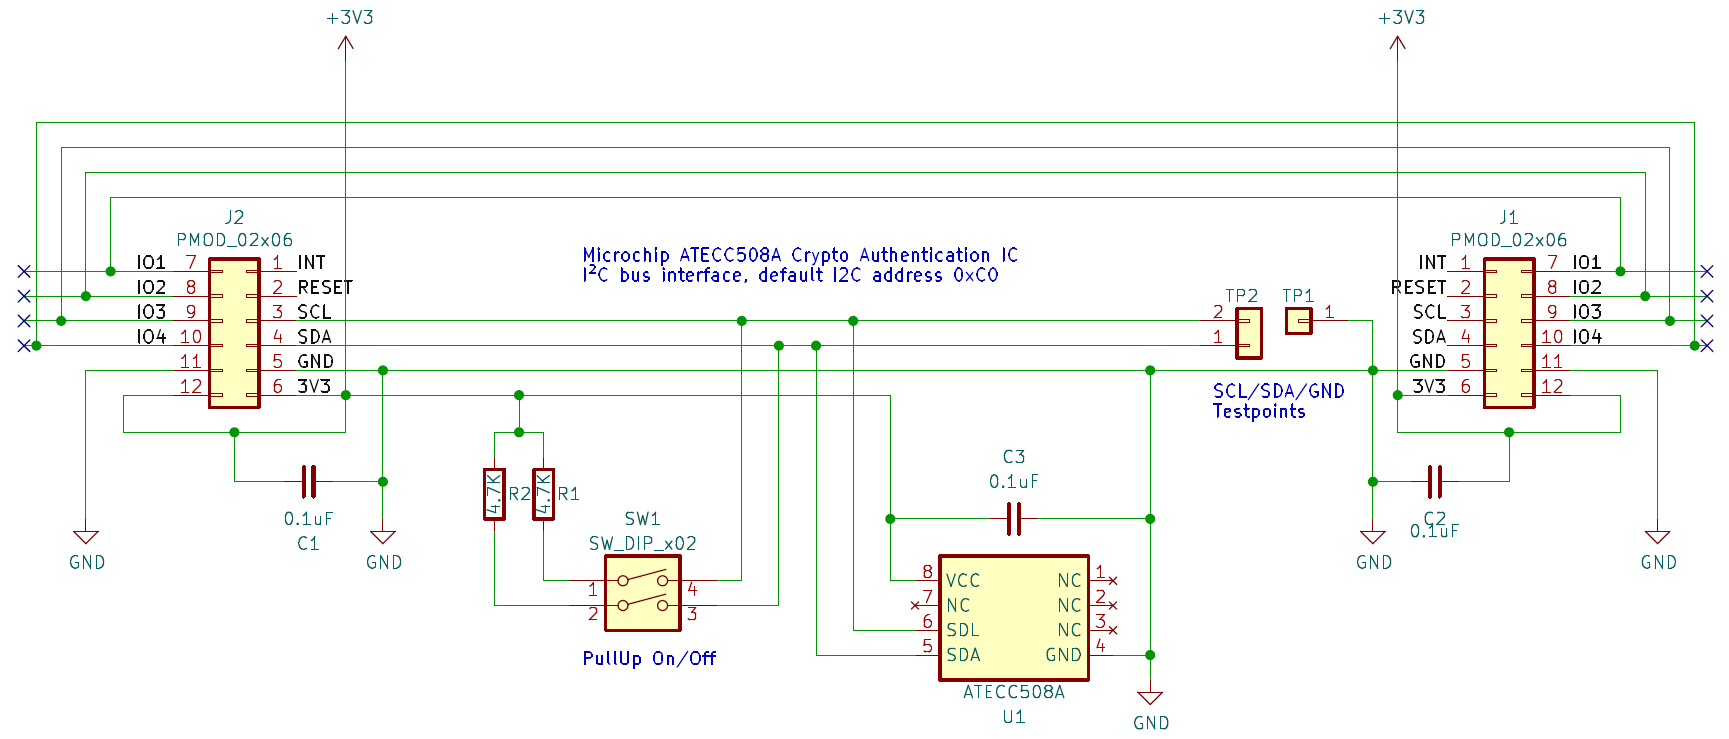 +3V3
+3V3
J2
PMOD_02x06
IO1 7 1 INT
IO2 8 2 RESET
IO3 9 3 SCL
IO4 10 4 SDA
11 5 GND
12 6 3V3
Microchip ATECC508A Crypto Authentication IC
I²C bus interface, default I2C address 0xC0
TP2
2
1
TP1
1
SCL/SDA/GND
Testpoints
J1
PMOD_02x06
INT 1 7 IO1
RESET 2 8 IO2
SCL 3 9 IO3
SDA 4 10 IO4
GND 5 11
3V3 6 12
0.1uF
C1
GND
GND
4.7K R2
4.7K R1
SW1
SW_DIP_x02
1 4
2 3
PullUp On/Off
C3
0.1uF
8 VCC NC 1
7 NC NC 2
6 SDL NC 3
5 SDA GND 4
ATECC508A
U1
GND
C2
0.1uF
GND
GND